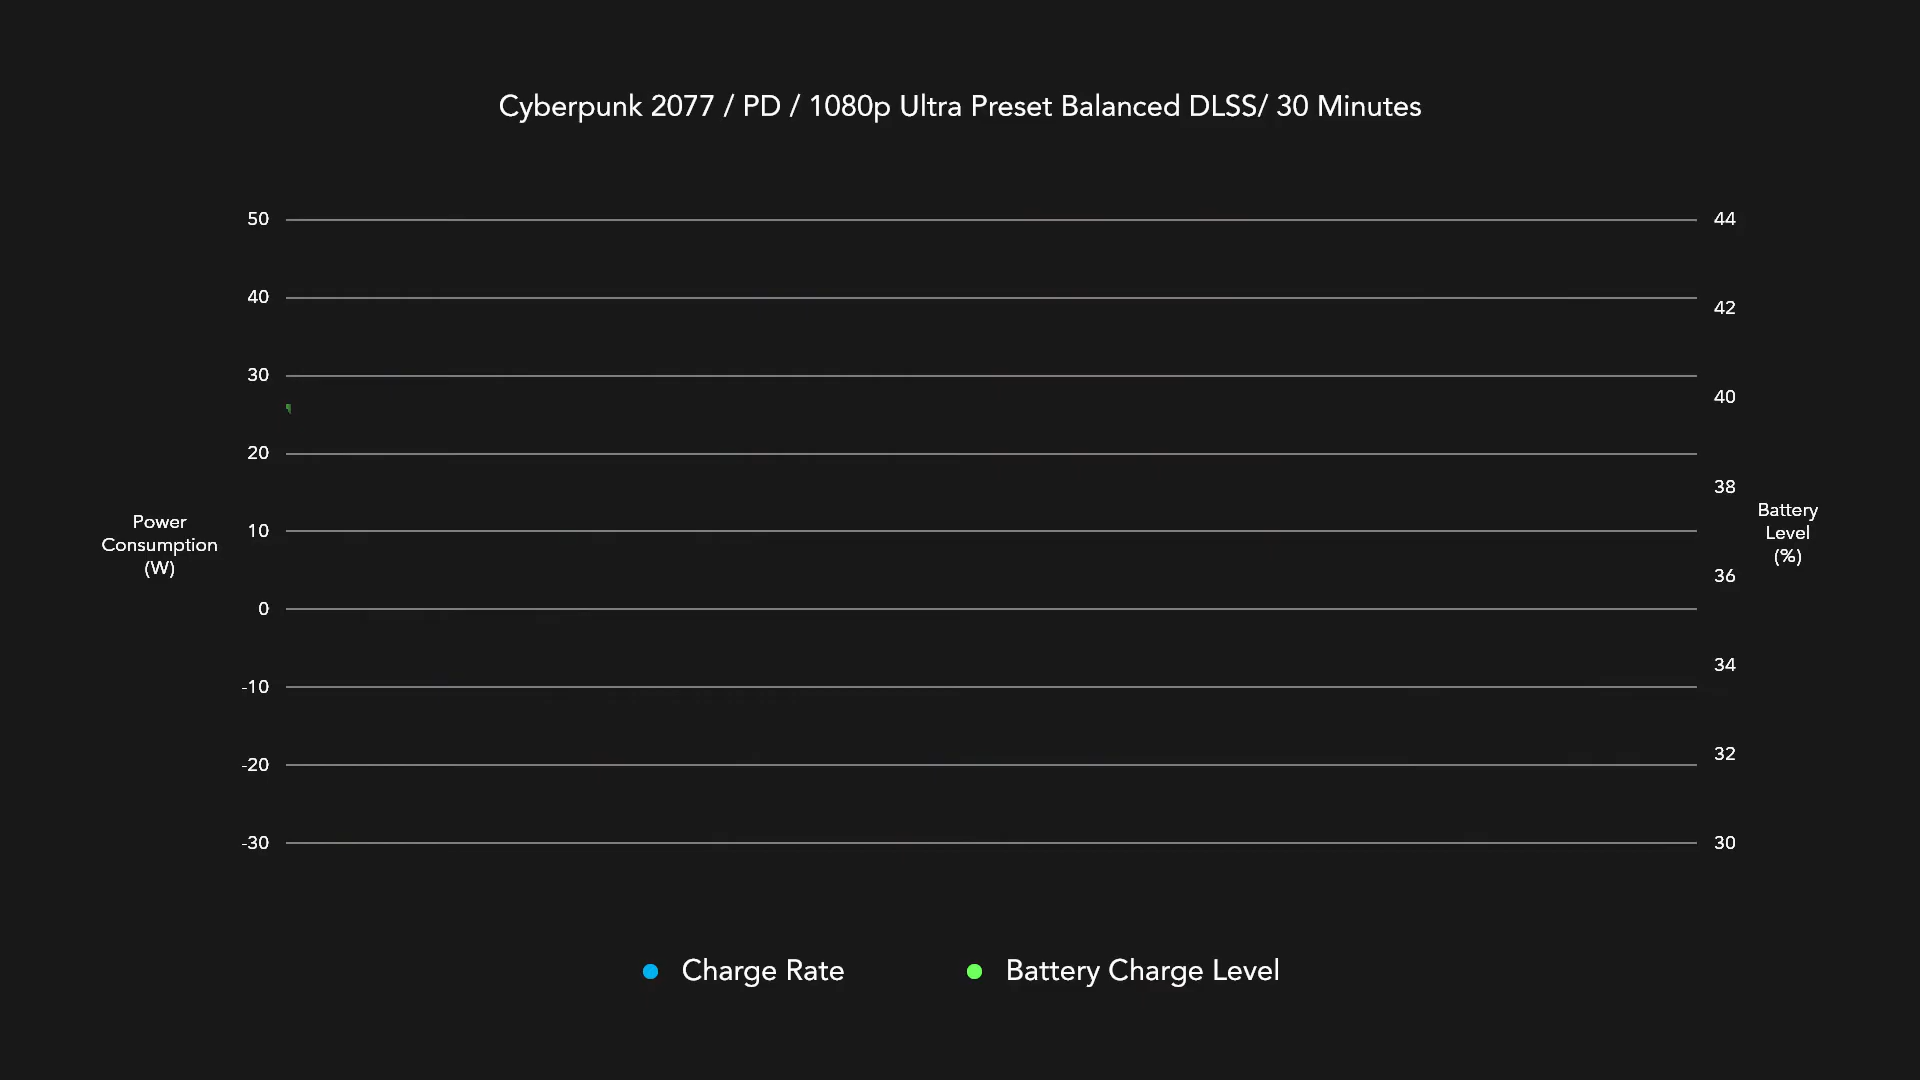 Cyberpunk 2077 / PD / 1080p Ultra Preset Balanced DLSS/ 30 Minutes
50
40
30
20
10
0
-10
-20
-30
Power
Consumption
(W)
44
42
40
38
36
34
32
30
Battery
Level
(%)
Charge Rate
Battery Charge Level